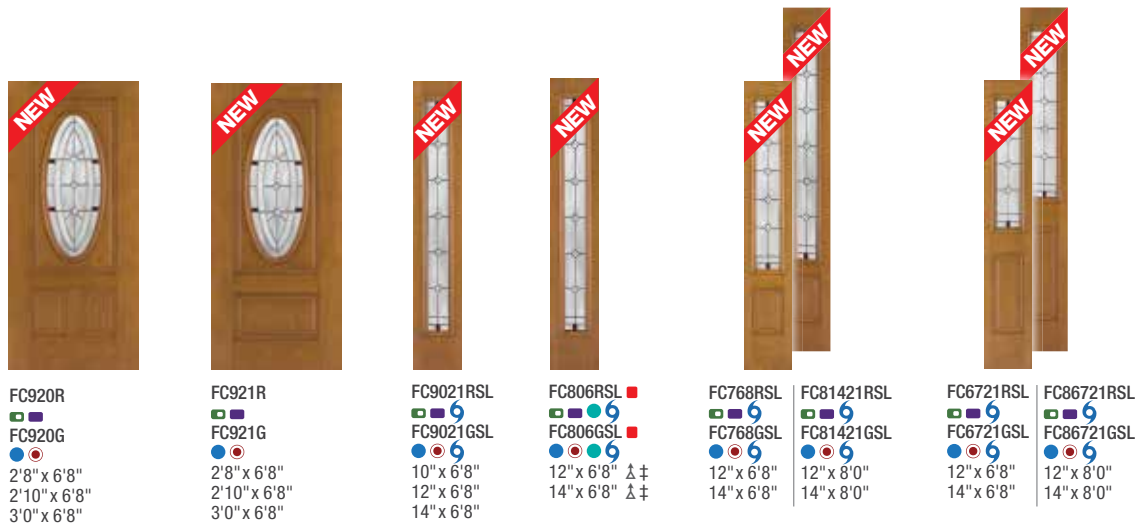 NEW
NEW
NEW
NEW
NEW
NEW
NEW
FC920R
FC920G
2'8" x 6'8"
2'10" x 6'8"
3'0" x 6'8"
FC921R
FC921G
2'8" x 6'8"
2'10" x 6'8"
3'0" x 6'8"
FC9021RSL
FC9021GSL
10" x 6'8"
12" x 6'8"
14" x 6'8"
FC806RSL
FC806GSL
12" x 6'8" ‡
14" x 6'8" ‡
FC768RSL
FC768GSL
12" x 6'8"
14" x 6'8"
FC81421RSL
FC81421GSL
12" x 8'0"
14" x 8'0"
FC6721RSL
FC6721GSL
12" x 6'8"
14" x 6'8"
FC86721RSL
FC86721GSL
12" x 8'0"
14" x 8'0"